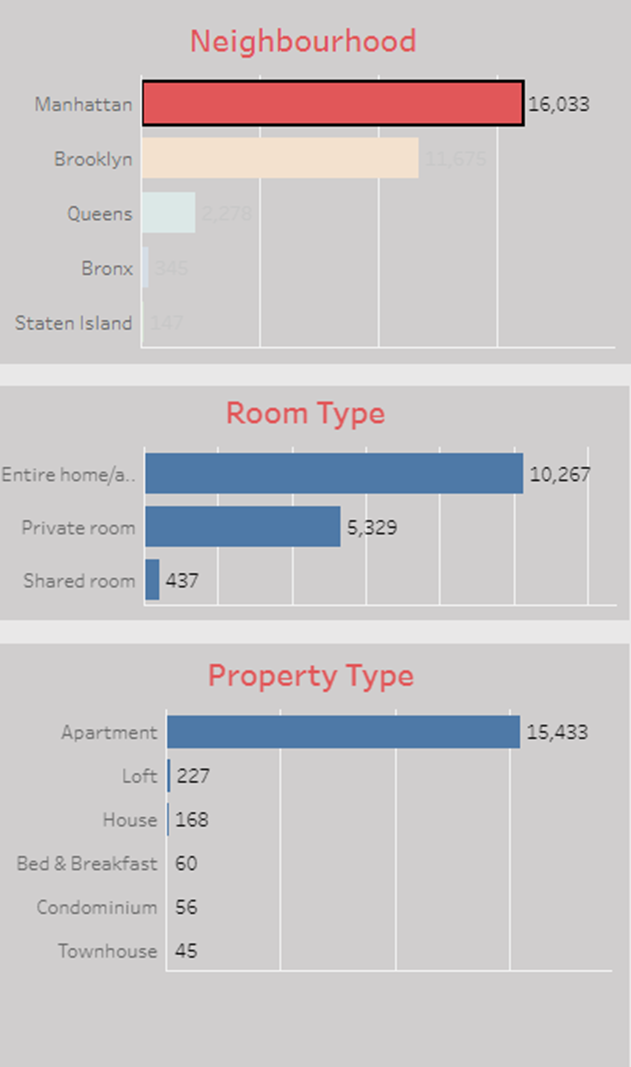 Neighbourhood
Manhattan 16,033
Brooklyn 11,675
Queens 2,278
Bronx 345
Staten Island 147
Room Type
Entire home/a.. 10,267
Private room 5,329
Shared room 437
Property Type
Apartment 15,433
Loft 227
House 168
Bed & Breakfast 60
Condominium 56
Townhouse 45